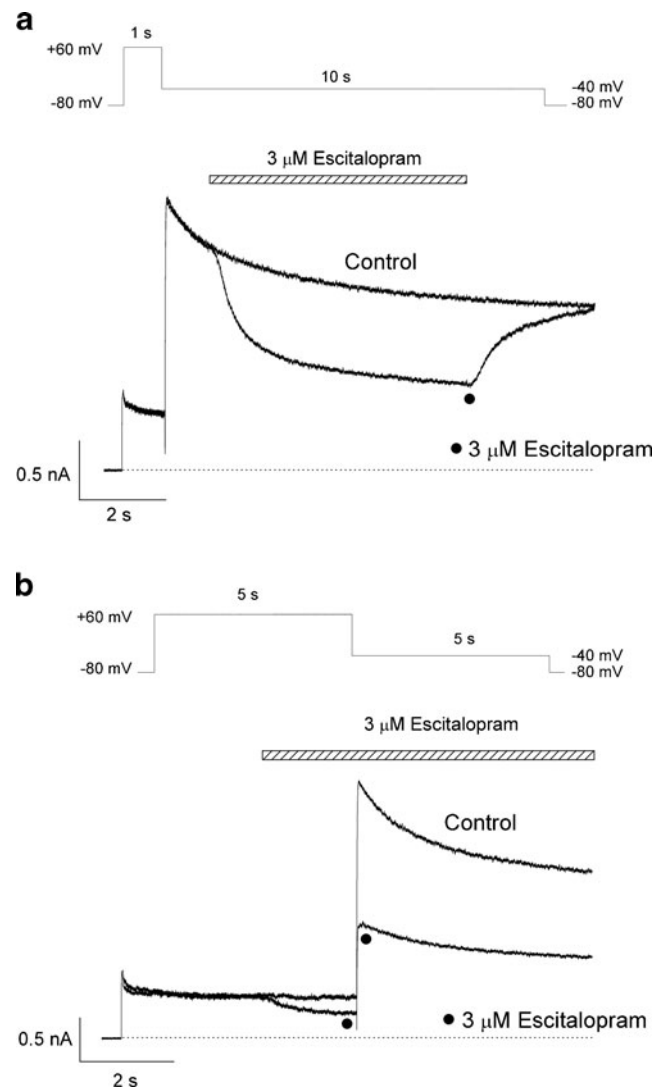 a
1 s
+60 mV
10 s
-80 mV
-40 mV
-80 mV
3 μM Escitalopram
Control
● 3 μM Escitalopram
0.5 nA
2 s
b
5 s
+60 mV
5 s
-80 mV
-40 mV
-80 mV
3 μM Escitalopram
Control
● 3 μM Escitalopram
0.5 nA
2 s